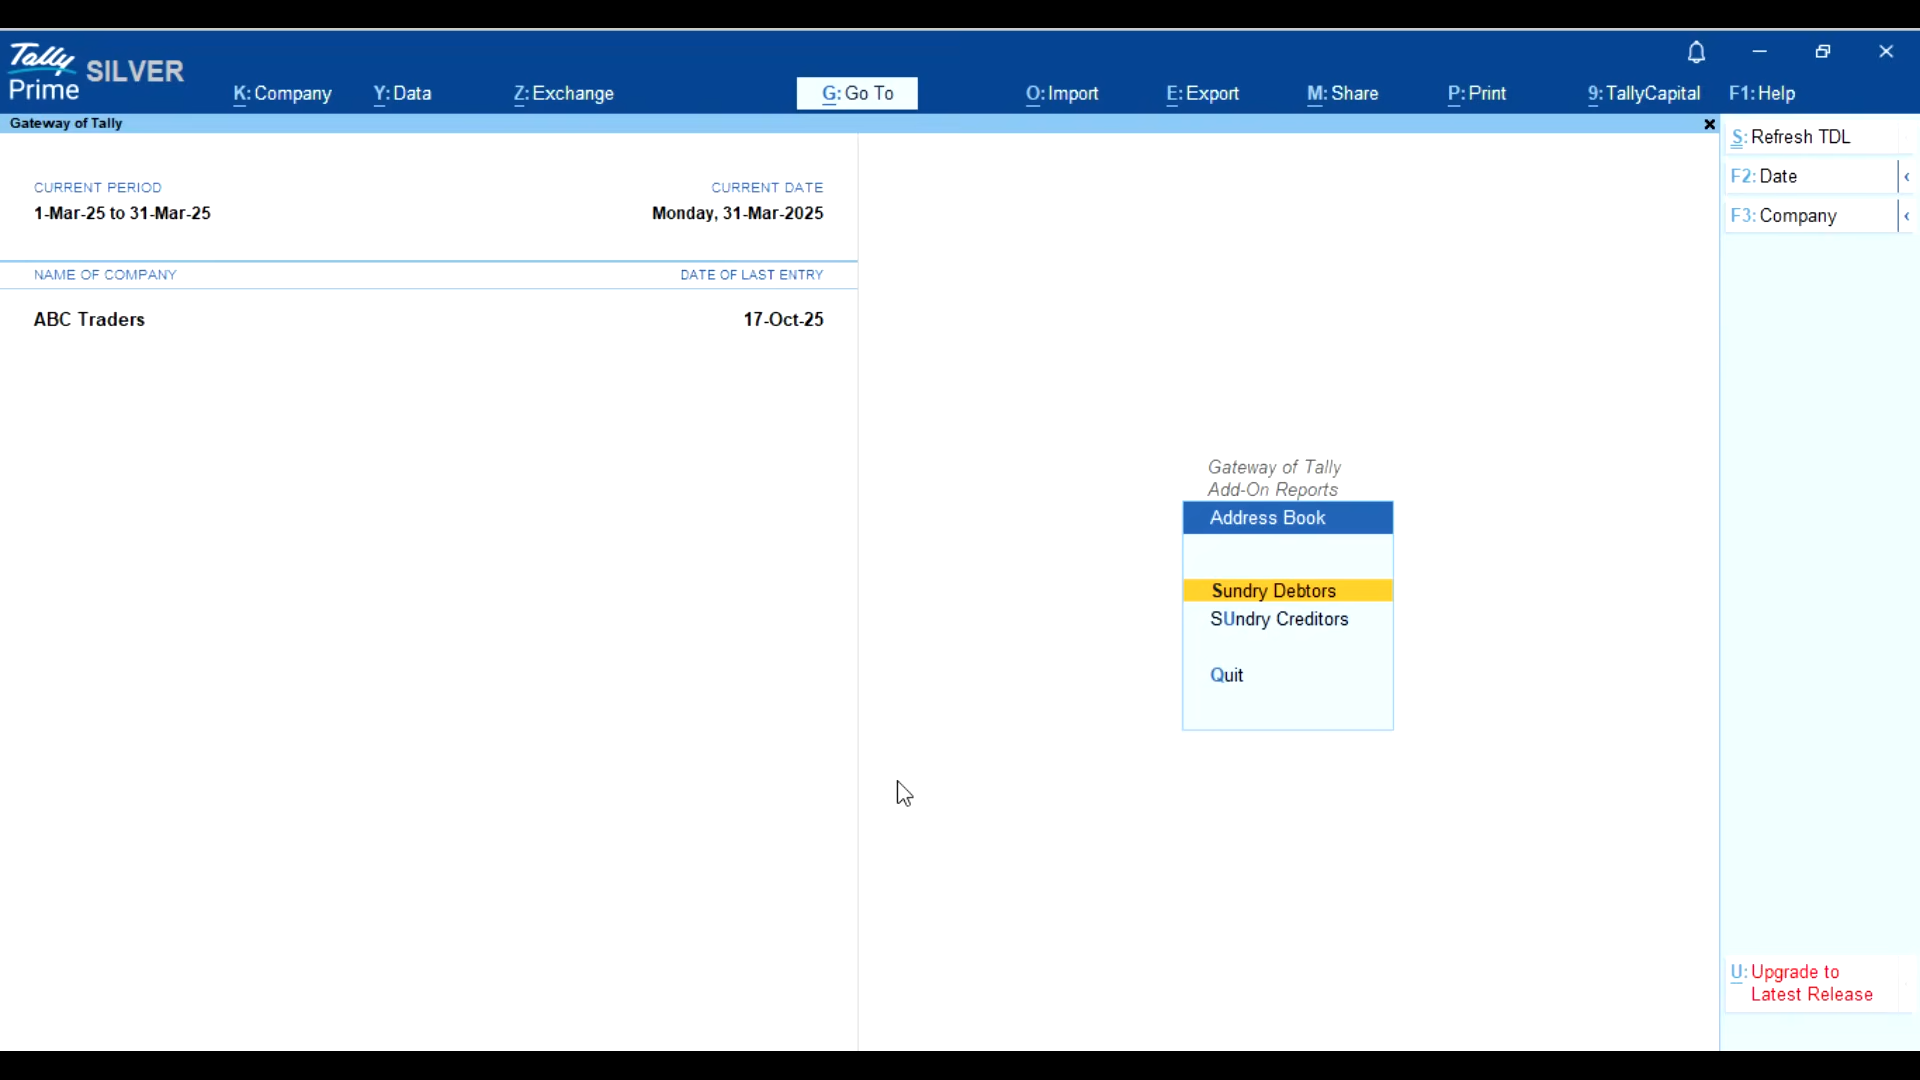 Tally
Prime
SILVER
K: Company
Y: Data
Z: Exchange
G: Go To
O: Import
E: Export
M: Share
P: Print
9: TallyCapital
F1: Help
Gateway of Tally
S: Refresh TDL
F2: Date
F3: Company
CURRENT PERIOD
CURRENT DATE
1-Mar-25 to 31-Mar-25
Monday, 31-Mar-2025
NAME OF COMPANY
DATE OF LAST ENTRY
ABC Traders
17-Oct-25
Gateway of Tally
Add-On Reports
Address Book
Sundry Debtors
SUndry Creditors
Quit
U: Upgrade to
Latest Release